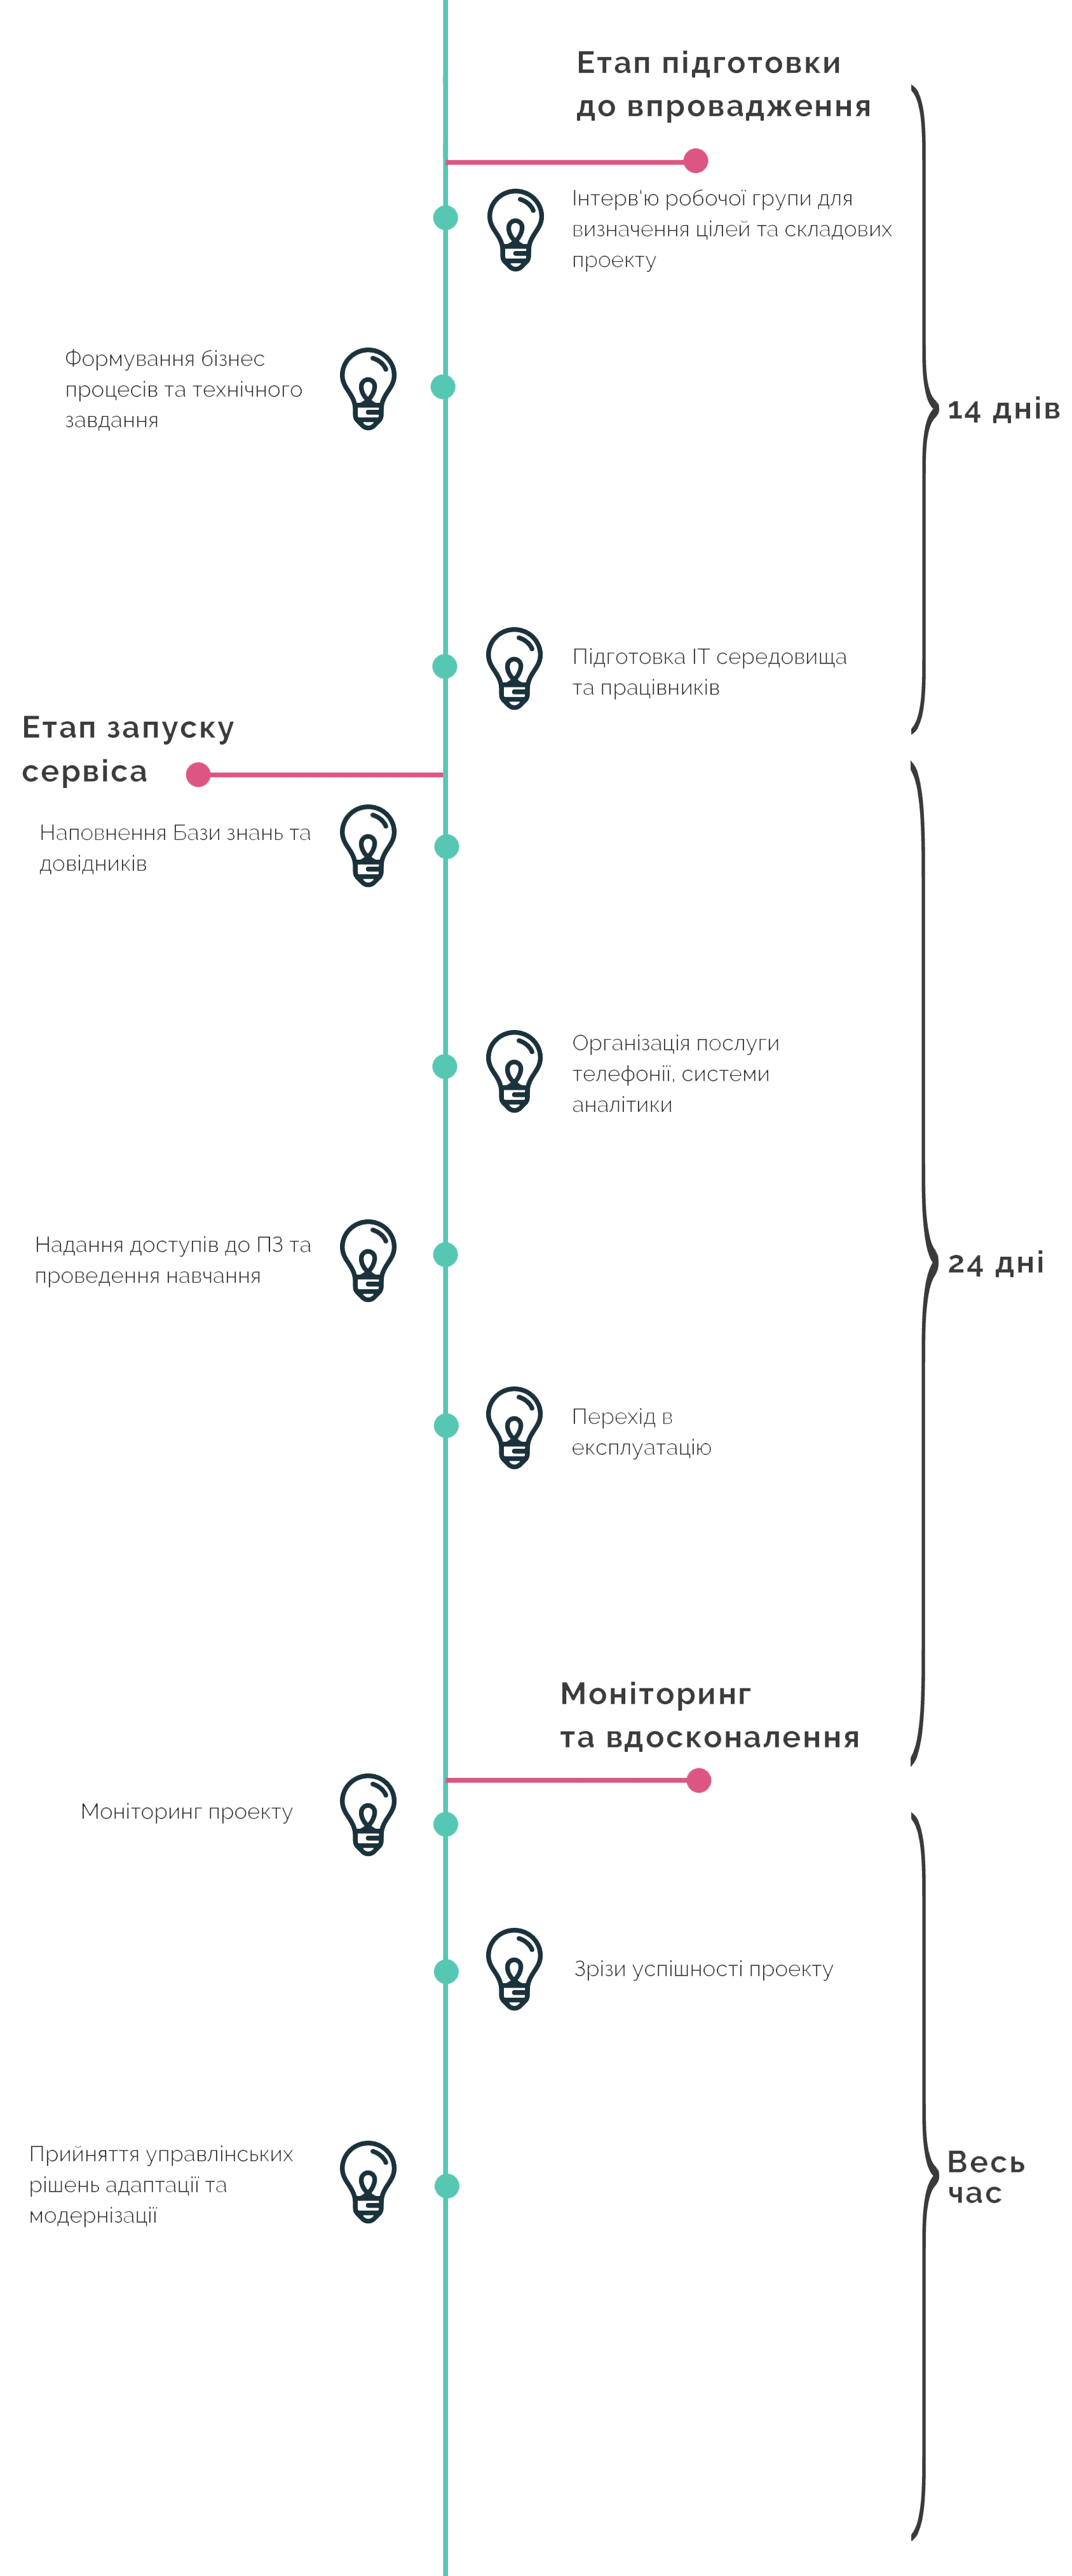 Етап підготовки
до впровадження
Інтерв'ю робочої групи для
визначення цілей та складових
проекту
Формування бізнес
процесів та технічного
завдання
14 днів
Підготовка ІТ середовища
та працівників
Етап запуску
сервіса
Наповнення Бази знань та
довідників
Організація послуги
телефонії, системи
аналітики
Надання доступів до ПЗ та
проведення навчання
24 дні
Перехід в
експлуатацію
Моніторинг
та вдосконалення
Моніторинг проекту
Зрізи успішності проекту
Прийняття управлінських
рішень адаптації та
модернізації
Весь
час